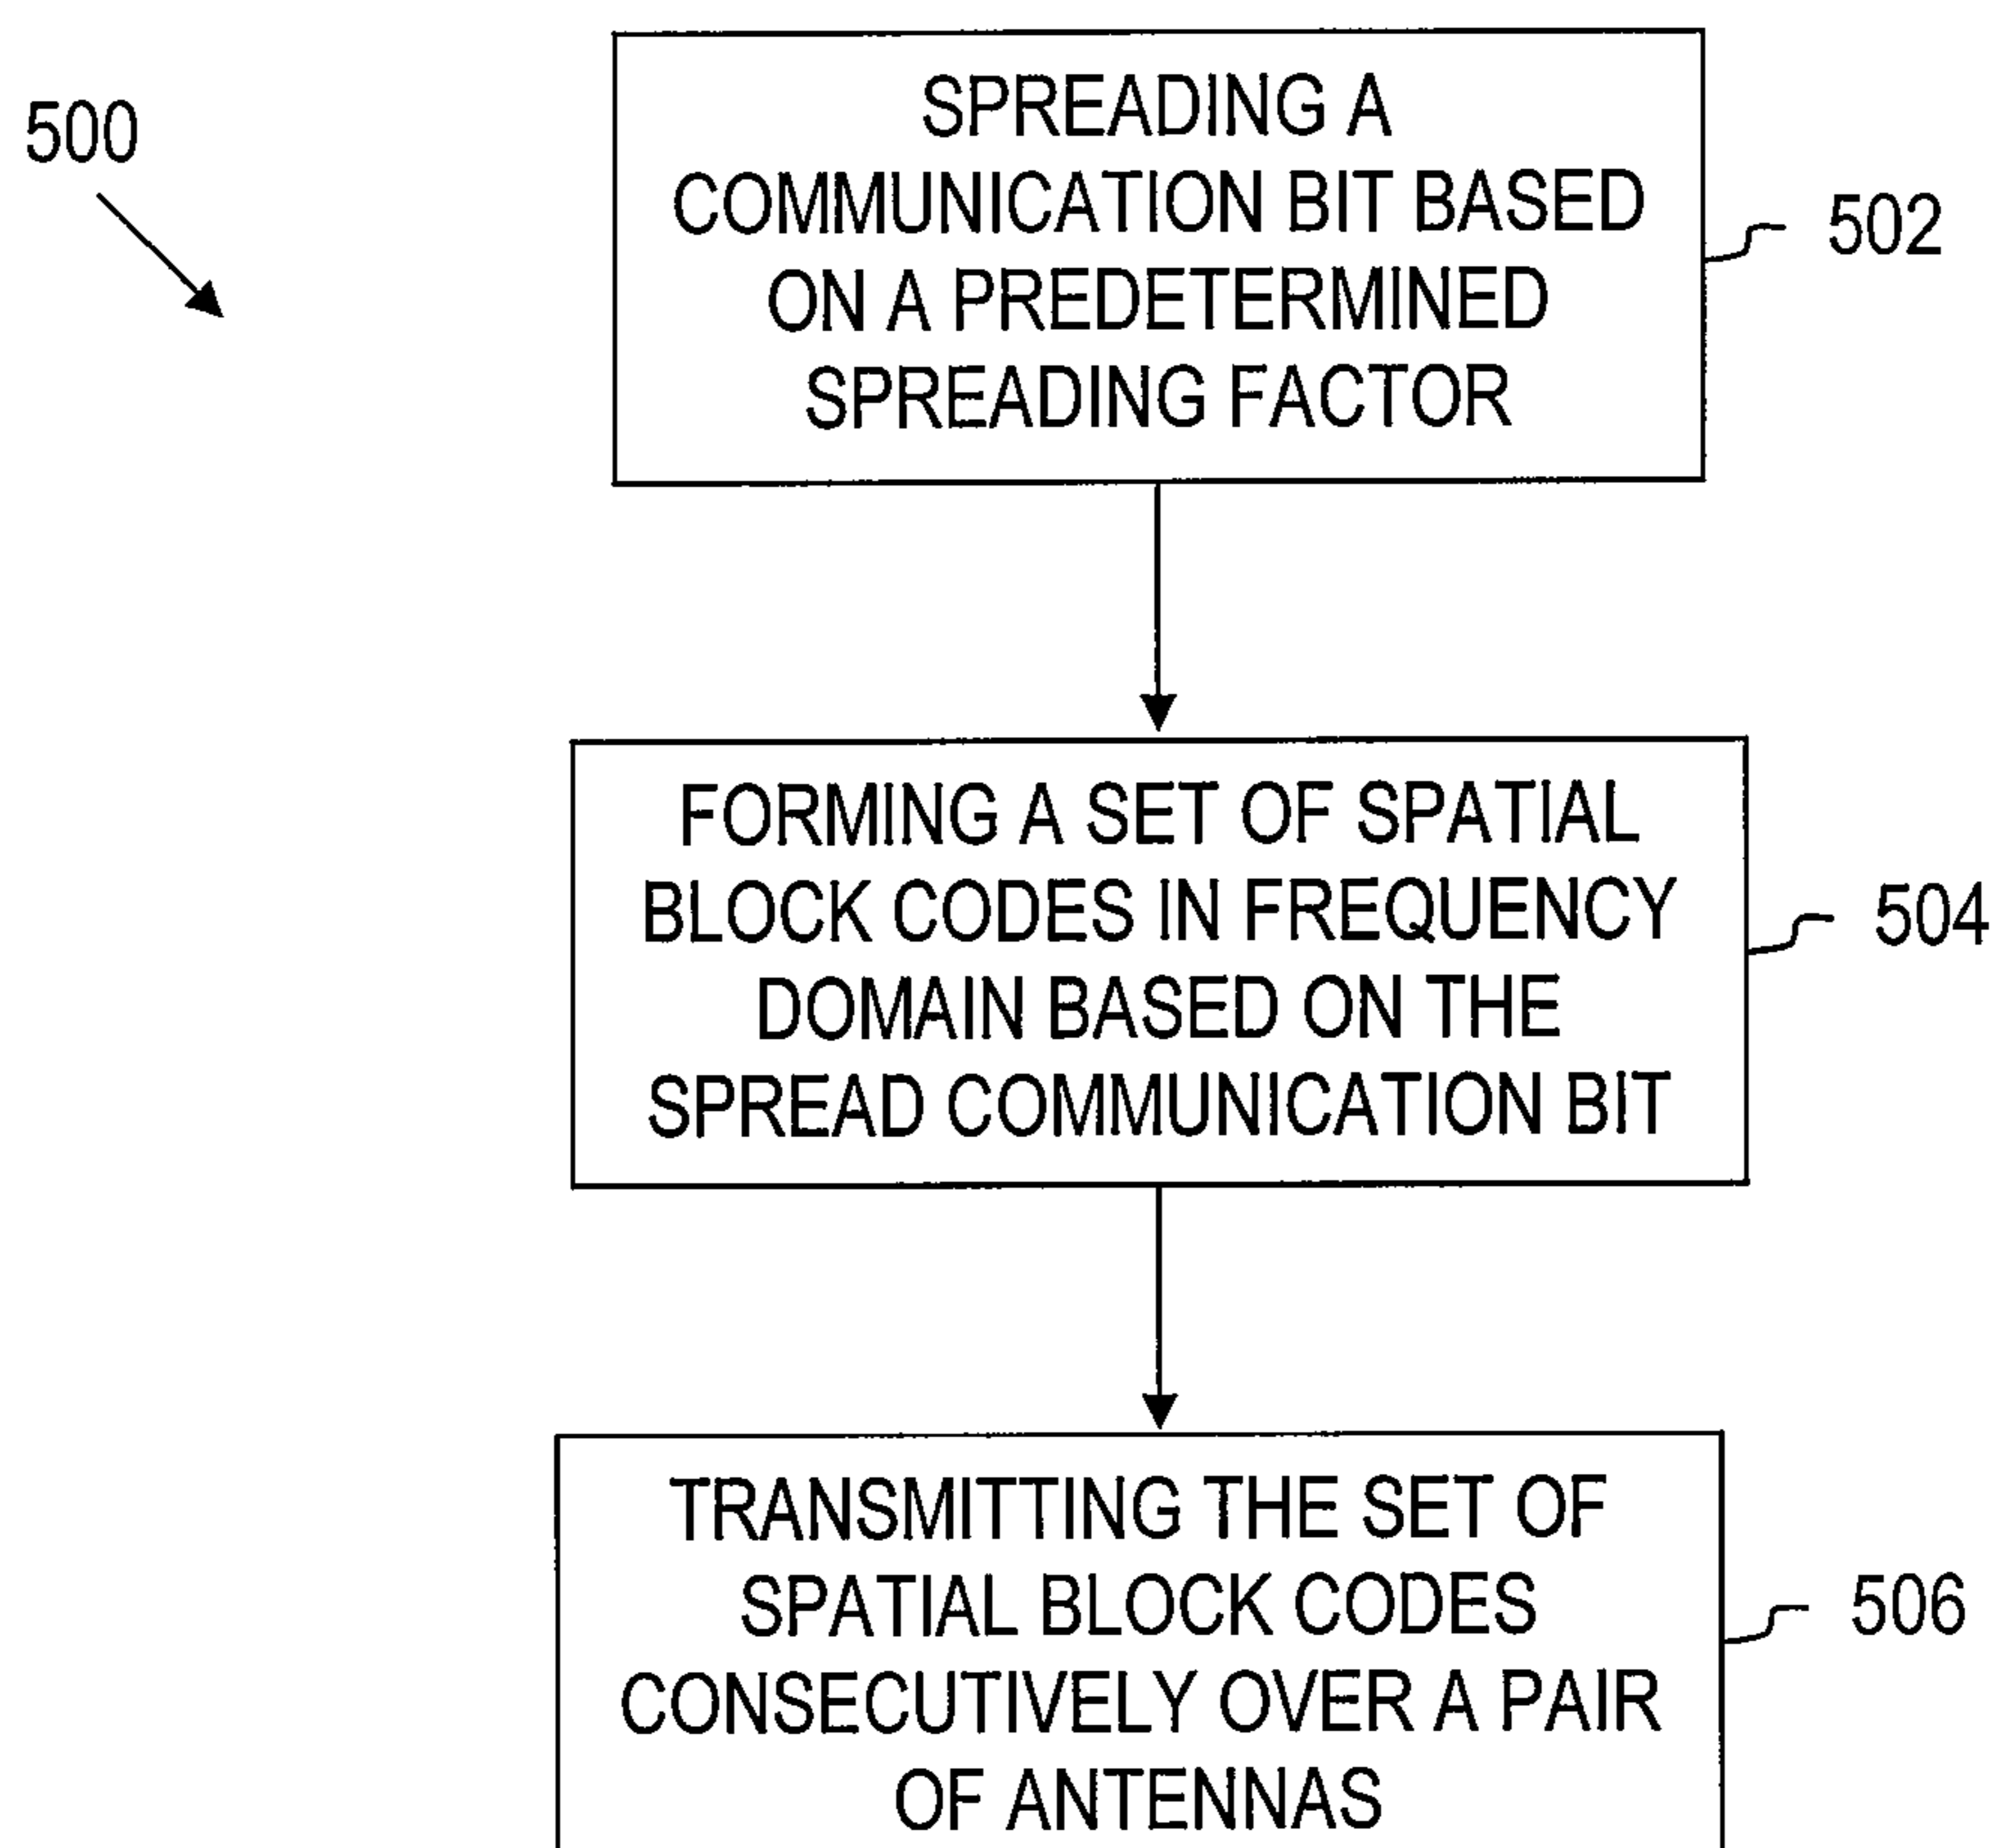 500
SPREADING A
COMMUNICATION BIT BASED
ON A PREDETERMINED
SPREADING FACTOR
502
FORMING A SET OF SPATIAL
BLOCK CODES IN FREQUENCY
DOMAIN BASED ON THE
SPREAD COMMUNICATION BIT
504
TRANSMITTING THE SET OF
SPATIAL BLOCK CODES
CONSECUTIVELY OVER A PAIR
OF ANTENNAS
506